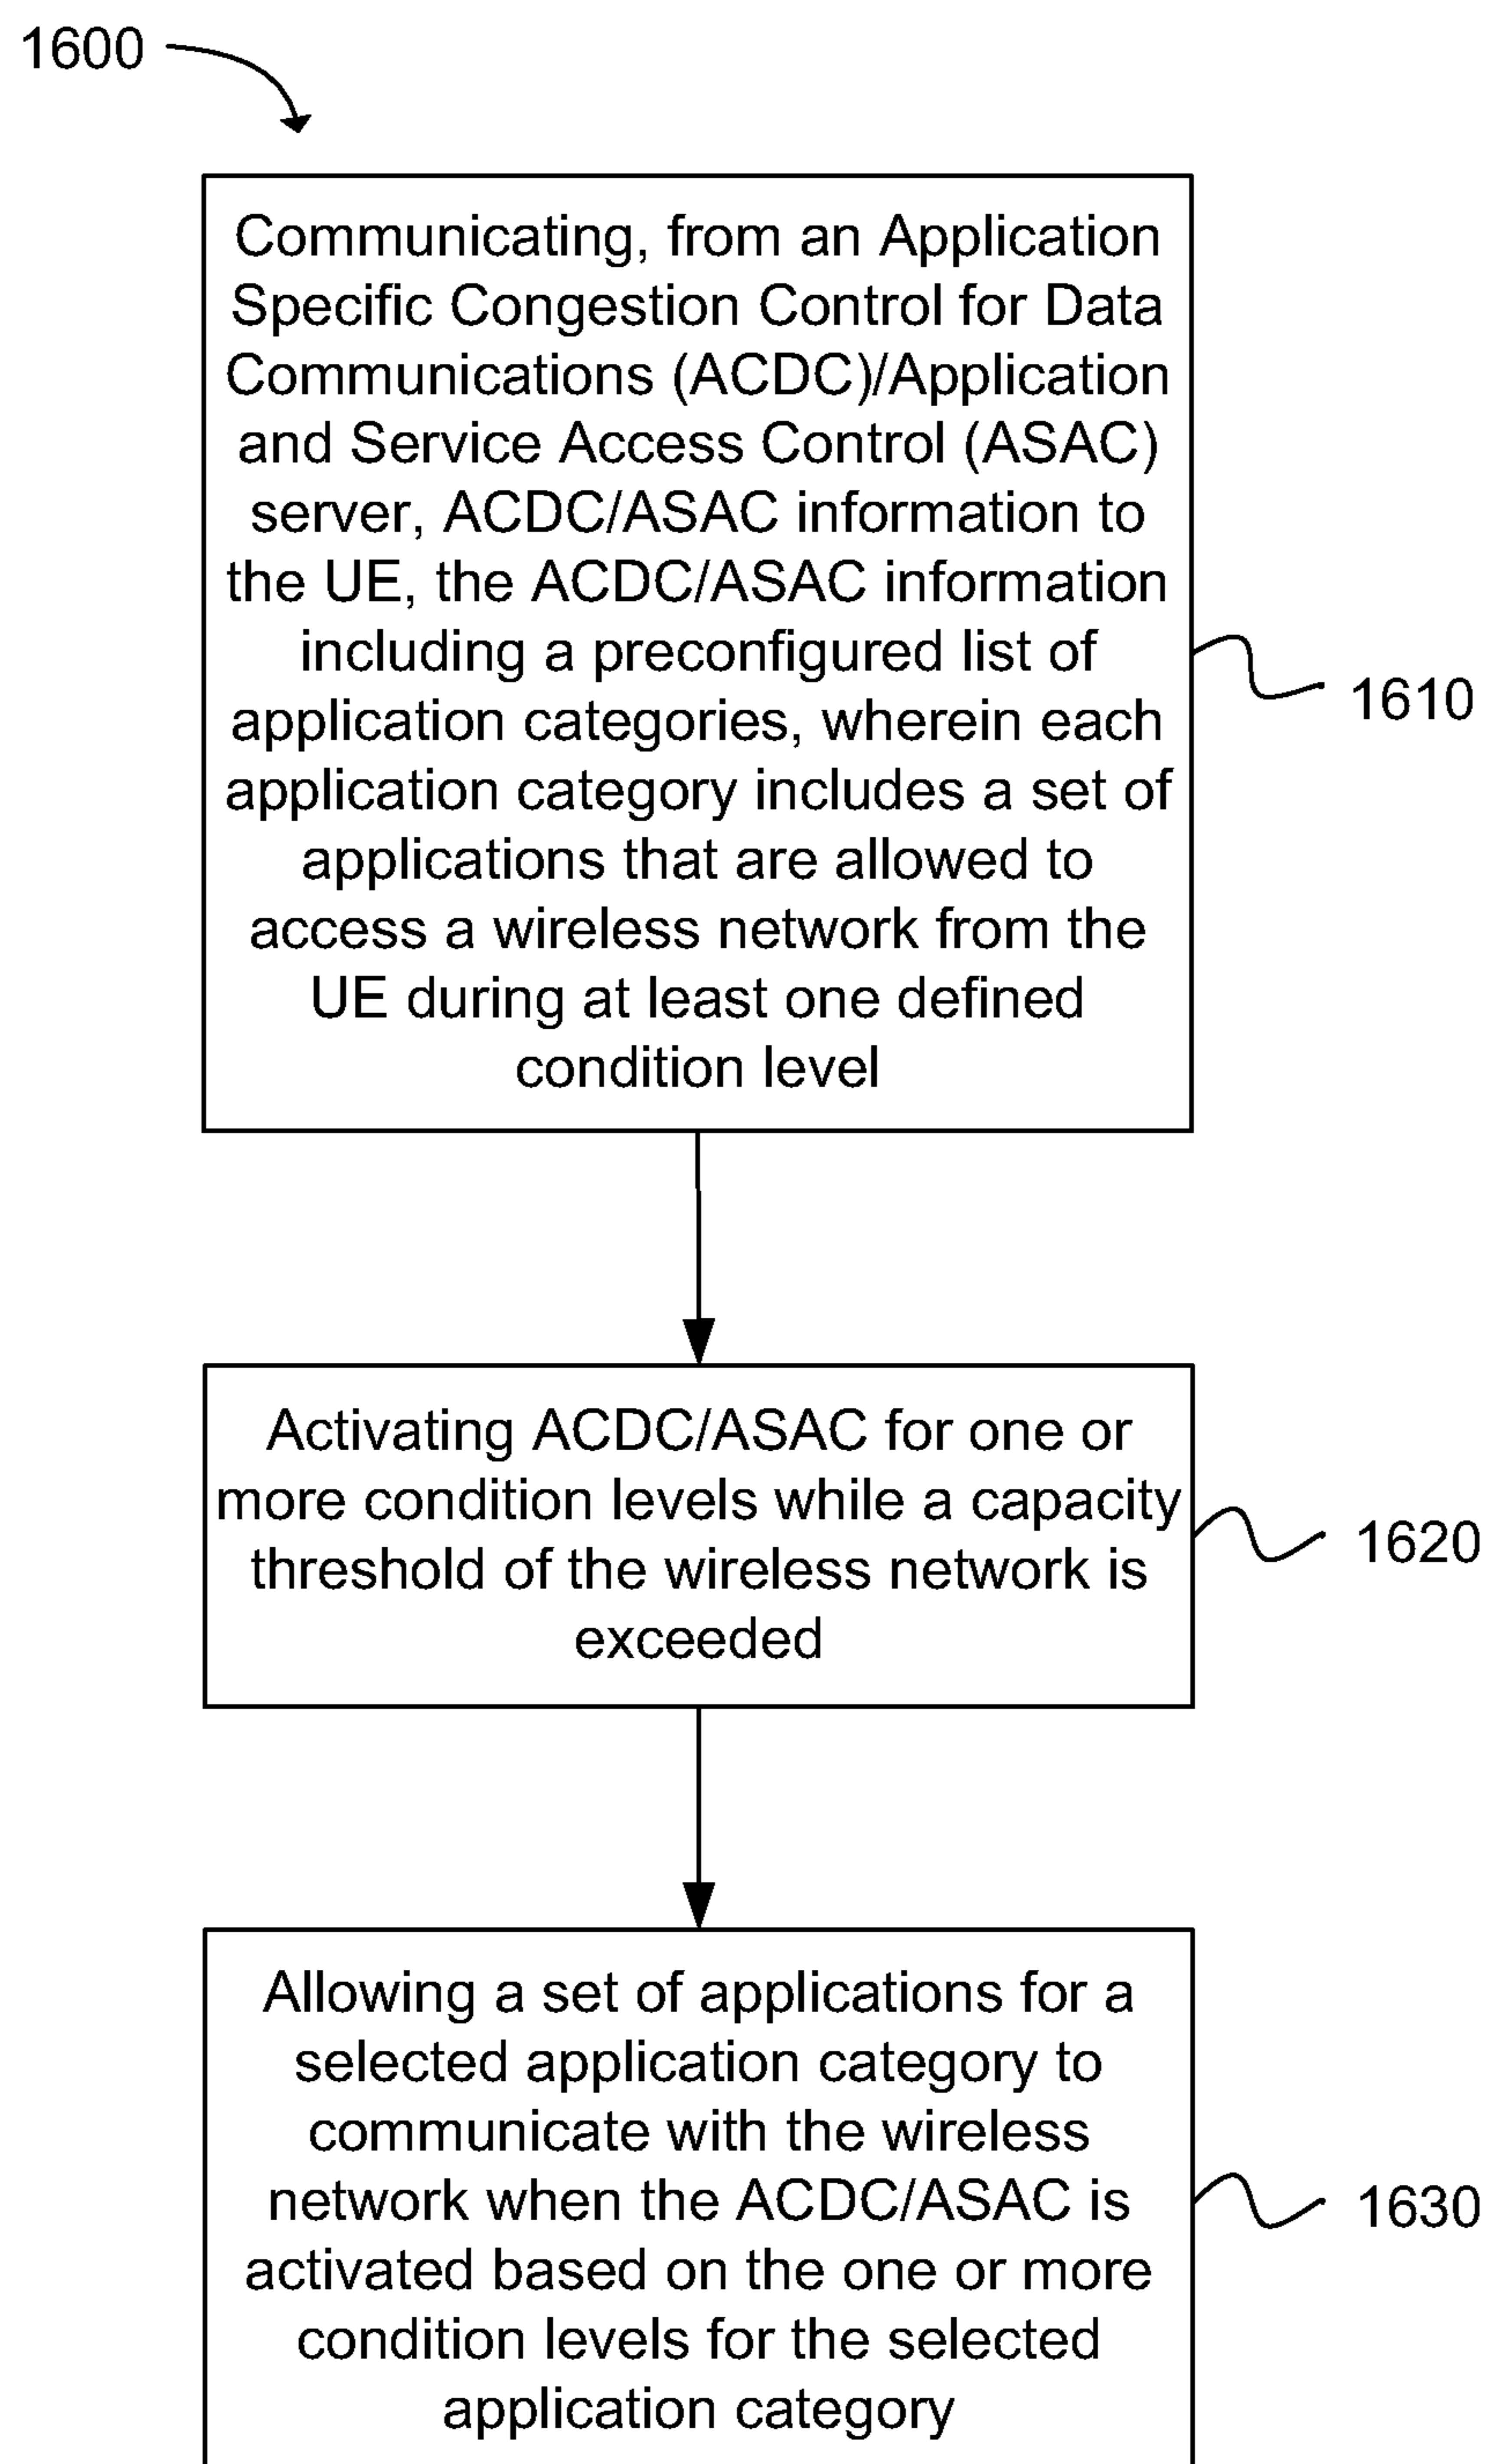 1600
Communicating, from an Application
Specific Congestion Control for Data
Communications (ACDC)/Application
and Service Access Control (ASAC)
server, ACDC/ASAC information to
the UE, the ACDC/ASAC information
including a preconfigured list of
application categories, wherein each
application category includes a set of
applications that are allowed to
access a wireless network from the
UE during at least one defined
condition level
1610
Activating ACDC/ASAC for one or
more condition levels while a capacity
threshold of the wireless network is
exceeded
1620
Allowing a set of applications for a
selected application category to
communicate with the wireless
network when the ACDC/ASAC is
activated based on the one or more
condition levels for the selected
application category
1630